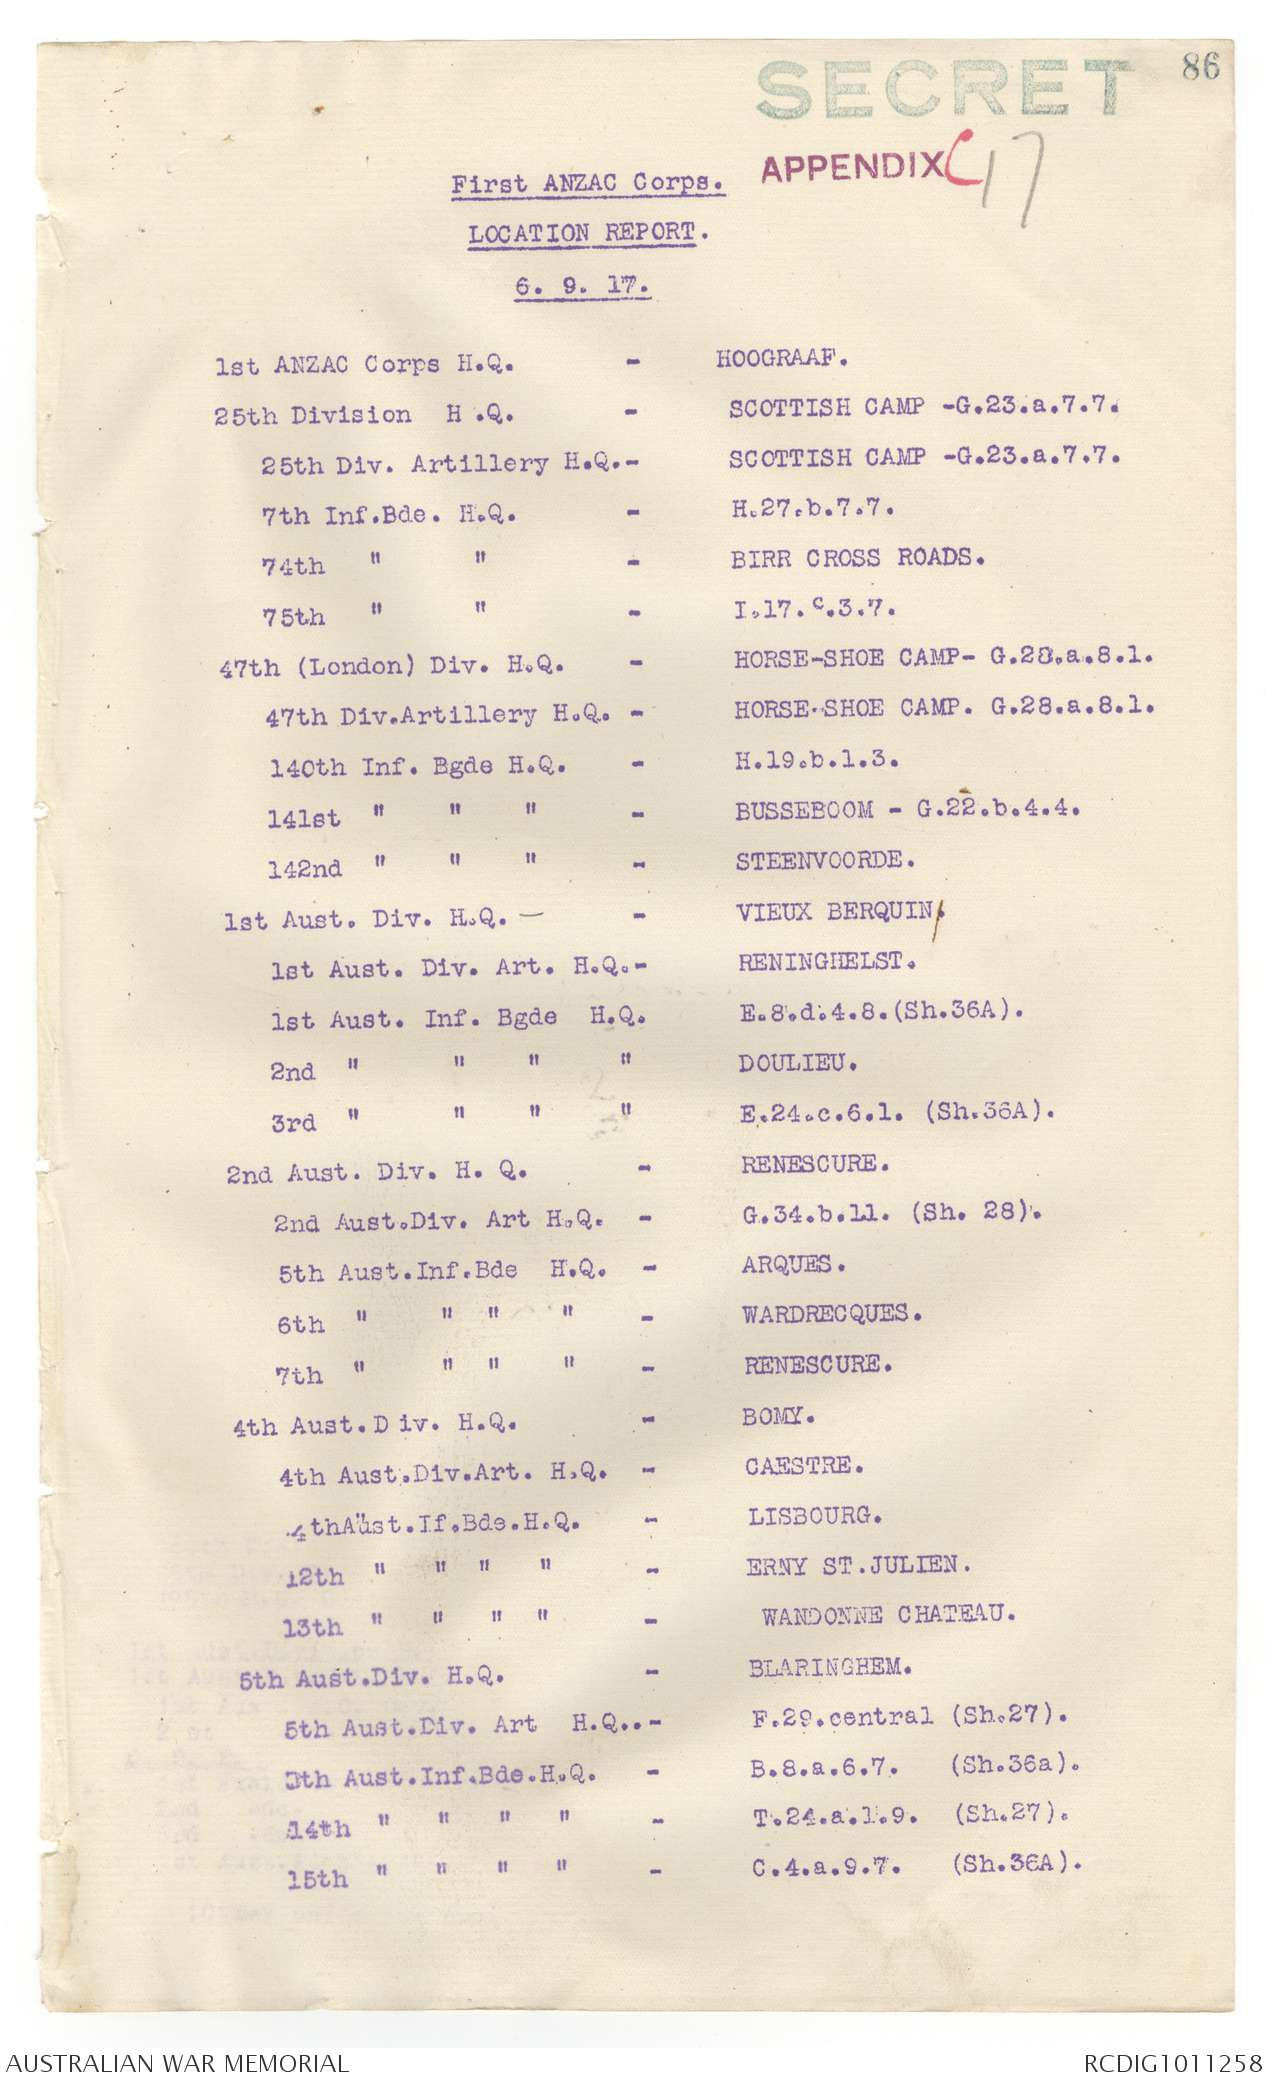 86
SECRET
APPENDIX C17
First ANZAC Corps.
LOCATION REPORT.
6. 9. 17.
1st ANZAC Corps H.Q. - HOOGRAAF.
25th Division H .Q. - SCOTTISH CAMP -G.23.a.7.7.
25th Div. Artillery H.Q.- SCOTTISH CAMP -G.23.a.7.7.
7th Inf.Bde. H.Q. - H.27.b.7.7.
74th " " - BIRR CROSS ROADS.
75th " " - I.17.c.3.7.
47th (London) Div. H.Q. - HORSE-SHOE CAMP- G.28.a.8.1.
47th Div.Artillery H.Q. - HORSE-SHOE CAMP. G.28.a.8.1.
140th Inf. Bgde H.Q. - H.19.b.1.3.
141st " " " - BUSSEBOOM - G.22.b.4.4.
142nd " " " - STEENVOORDE.
1st Aust. Div. H.Q. — - VIEUX BERQUIN.
1st Aust. Div. Art. H.Q.- RENINGHELST.
1st Aust. Inf. Bgde H.Q. E.8.d.4.8.(Sh.36A).
2nd " " " " DOULIEU.
3rd " " " " E.24.c.6.1. (Sh.36A).
2nd Aust. Div. H. Q. - RENESCURE.
2nd Aust.Div. Art H.Q. - G.34.b.11. (Sh. 28).
5th Aust.Inf.Bde H.Q. - ARQUES.
6th " " " " - WARDRECQUES.
7th " " " " - RENESCURE.
4th Aust.D iv. H.Q. - BOMY.
4th Aust.Div.Art. H.Q. - CAESTRE.
4thAust.If.Bde.H.Q. - LISBOURG.
12th " " " " - ERNY ST.JULIEN.
13th " " " " - WANDONNE CHATEAU.
5th Aust.Div. H.Q. - BLARINGHEM.
5th Aust.Div. Art H.Q..- F.29.central (Sh.27).
th Aust.Inf.Bde.H.Q. - B.8.a.6.7. (Sh.36a).
14th " " " " - T.24.a.1.9. (Sh.27).
15th " " " " - C.4.a.9.7. (Sh.36A).
AUSTRALIAN WAR MEMORIAL
RCDIG1011258